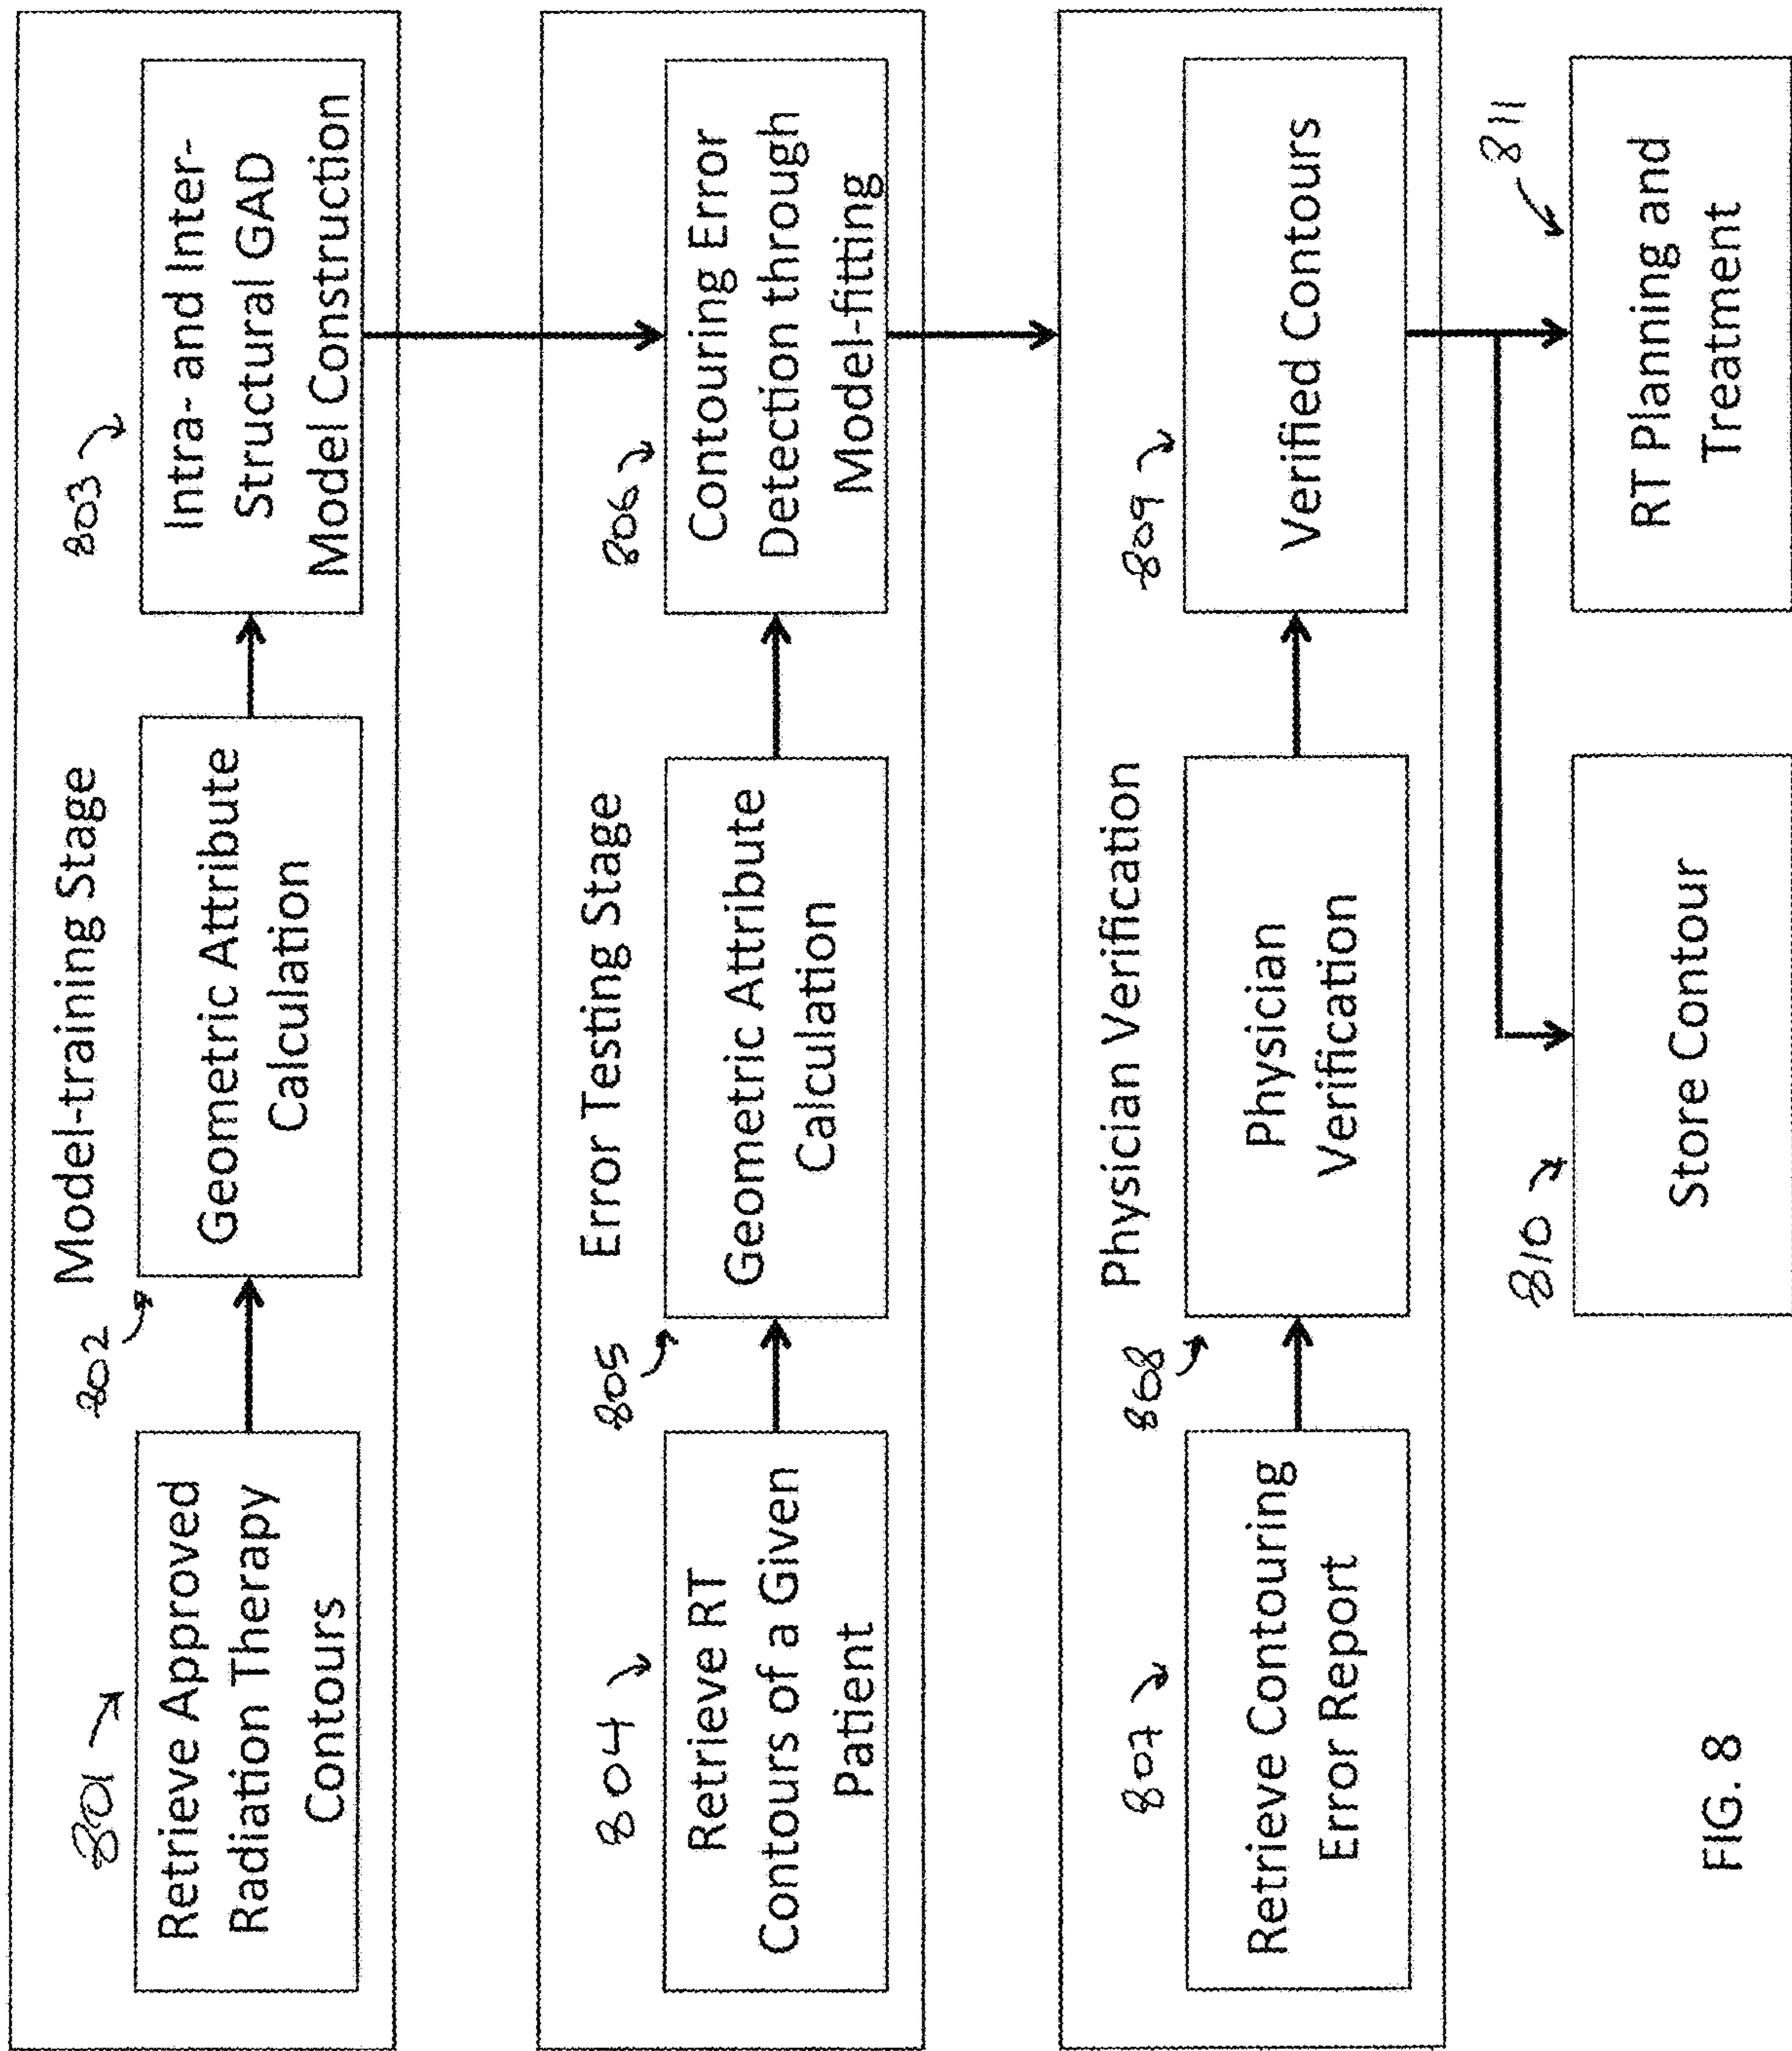 Model-training Stage
801
Retrieve Approved
Radiation Therapy
Contours
802
Geometric Attribute
Calculation
803
Intra- and Inter-
Structural GAD
Model Construction
Error Testing Stage
804
Retrieve RT
Contours of a Given
Patient
805
Geometric Attribute
Calculation
806
Contouring Error
Detection through
Model-fitting
Physician Verification
807
Retrieve Contouring
Error Report
808
Physician
Verification
809
Verified Contours
810
Store Contour
811
RT Planning and
Treatment
FIG. 8